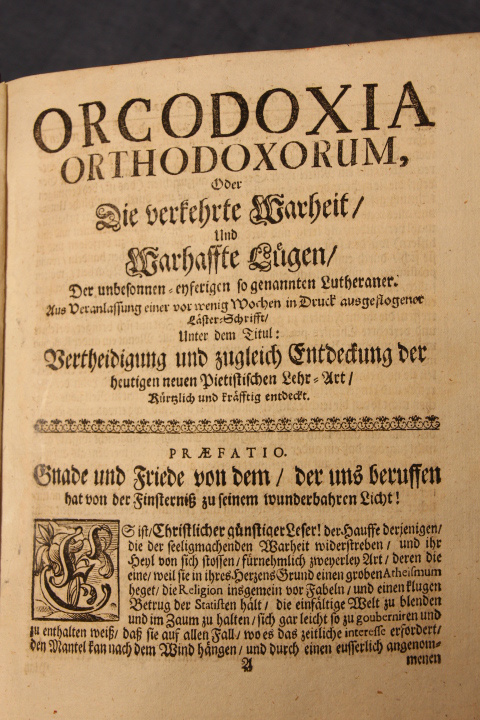 ORCODOXIA
ORTHODOXORUM,
Oder
Die verkehrte Warheit/
Und
Warhaffte Lügen/
Der unbesonnen-eyferigen so genannten Lutheraner.
Aus Veranlassung einer vor wenig Wochen in Druck ausgeflogener
Läster-Schrifft/
Unter dem Titul:
Vertheidigung und zugleich Entdeckung der
heutigen neuen Pietistischen Lehr-Art/
Kürtzlich und kräfftig entdeckt.
PRÆFATIO.
Gnade und Friede von dem/ der uns beruffen
hat von der Finsterniß zu seinem wunderbahren Licht!
ES ist/ Christlicher günstiger Leser! der Hauffe derjenigen/
die der seeligmachenden Warheit widerstreben/ und ihr
Heyl von sich stossen/ fürnehmlich zweyerley Art/ deren die
eine/ weil sie in ihres Hertzens Grund einen groben Atheismum
heget/ die Religion insgemein vor Fabeln/ und einen klugen
Betrug der Statisten hält/ die einfältige Welt zu blenden
und im Zaum zu halten/ sich gar leicht so zu gouberniren und
zu enthalten weiß/ daß sie auf allen Fall/ wo es das zeitliche interesse erfordert/
den Mantel kan nach dem Wind hängen/ und durch einen eusserlich angenom-
A menen